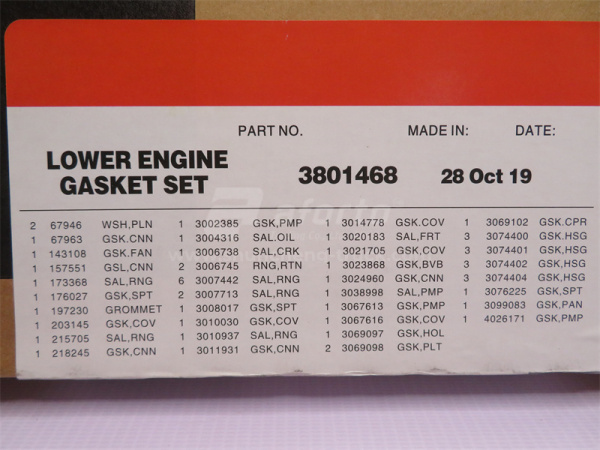 PART NO. MADE IN: DATE:
LOWER ENGINE
GASKET SET 3801468 28 Oct 19
2 67946 WSH,PLN 1 3002385 GSK,PMP 1 3014778 GSK.COV 1 3069102 GSK.CPR
1 67963 GSK.CNN 1 3004316 SAL.OIL 1 3020183 SAL,FRT 3 3074400 GSK,HSG
1 143108 GSK.FAN 1 3006738 SAL,CRK 1 3021705 GSK,COV 3 3074401 GSK,HSG
1 157551 GSL,CNN 2 3006745 RNG,RTN 1 3023868 GSK,BVB 3 3074402 GSK,HSG
1 173368 SAL,RNG 6 3007442 SAL,RNG 1 3024960 GSK,CNN 3 3074404 GSK,HSG
1 176027 GSK,SPT 2 3007713 SAL,RNG 1 3038998 SAL,PMP 1 3076225 GSK,SPT
1 197230 GROMMET 1 3008017 GSK,SPT 1 3067613 GSK,PMP 1 3099083 GSK,PAN
1 203145 GSK,COV 1 3010030 GSK,COV 1 3067616 GSK,COV 1 4026171 GSK,PMP
1 215705 SAL,RNG 1 3010937 SAL,RNG 1 3069097 GSK,HOL
1 218245 GSK,CNN 1 3011931 GSK,CNN 2 3069098 GSK,PLT